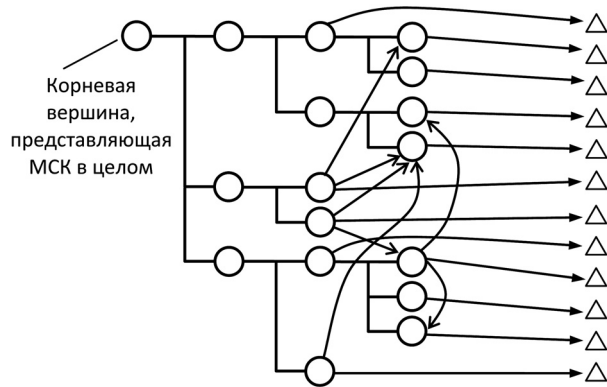 Корневая
вершина,
представляющая
МСК в целом